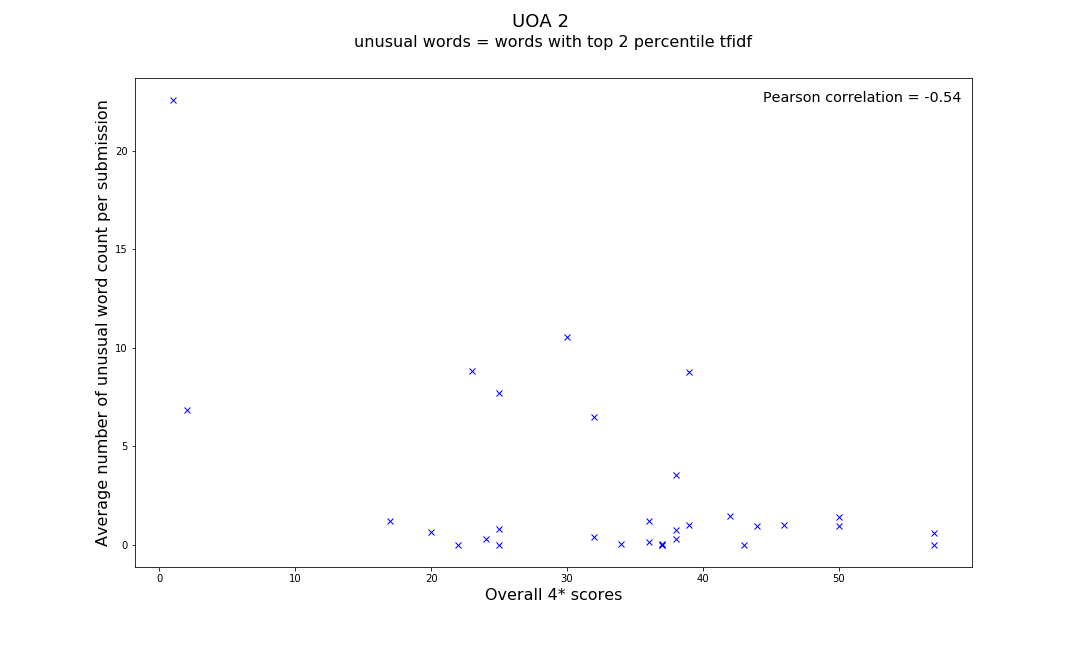 UOA 2
unusual words = words with top 2 percentile tfidf
Pearson correlation = -0.54
Average number of unusual word count per submission
20
15
10
5
0
0 10 20 30 40 50
Overall 4* scores